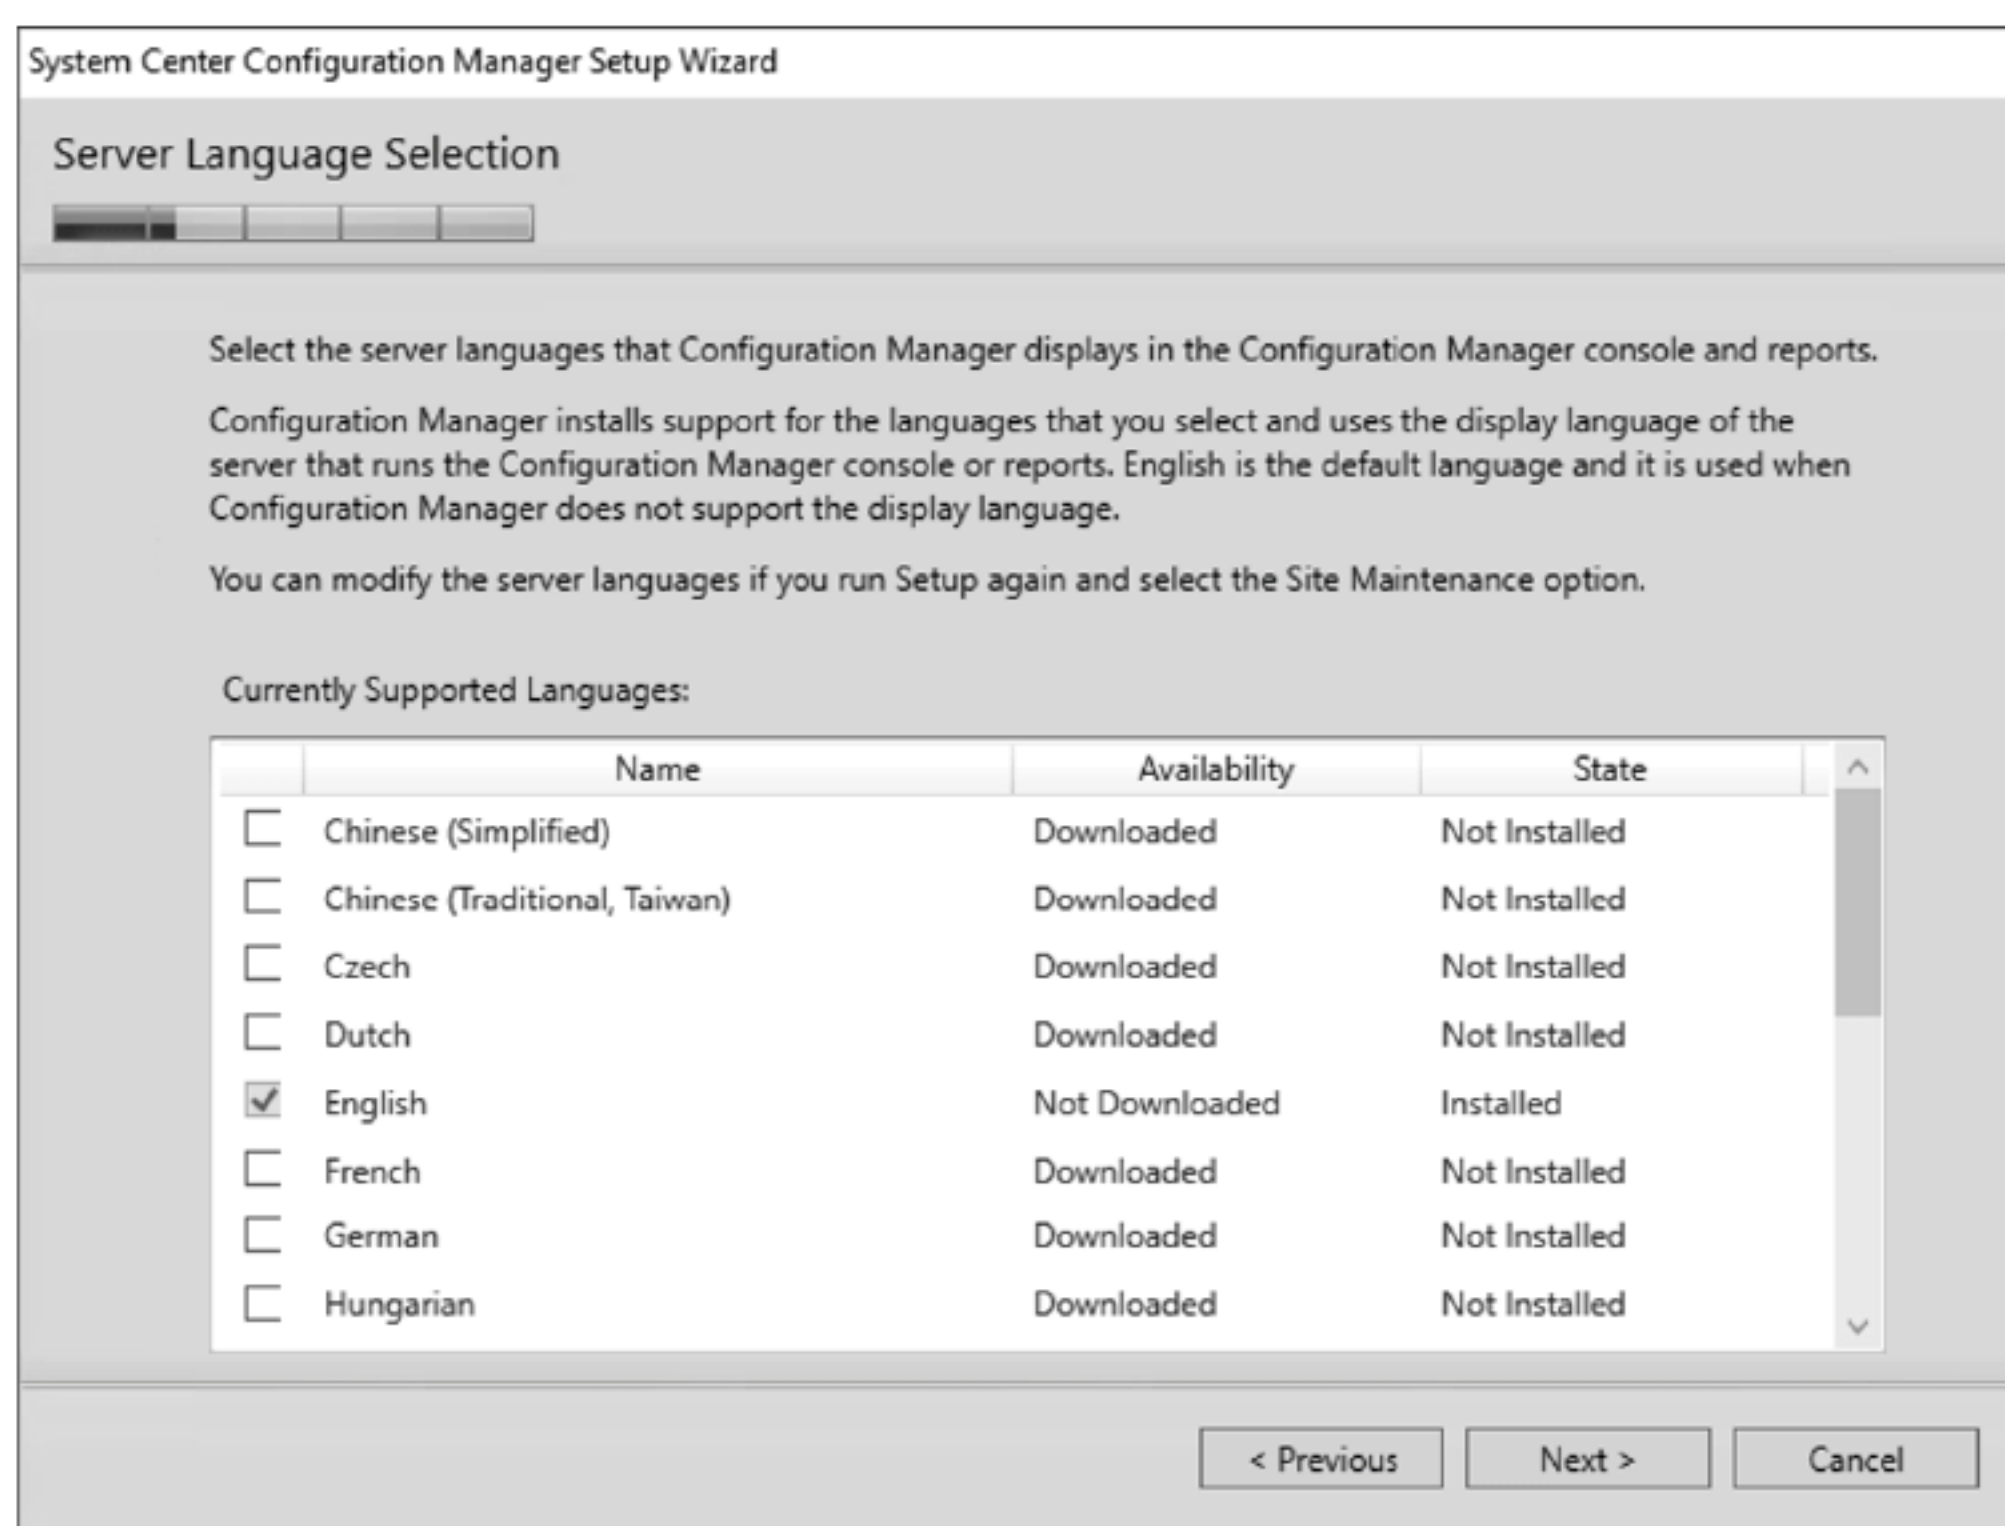 System Center Configuration Manager Setup Wizard
Server Language Selection
Select the server languages that Configuration Manager displays in the Configuration Manager console and reports.
Configuration Manager installs support for the languages that you select and uses the display language of the
server that runs the Configuration Manager console or reports. English is the default language and it is used when
Configuration Manager does not support the display language.
You can modify the server languages if you run Setup again and select the Site Maintenance option.
Currently Supported Languages:
Name Availability State
Chinese (Simplified) Downloaded Not Installed
Chinese (Traditional, Taiwan) Downloaded Not Installed
Czech Downloaded Not Installed
Dutch Downloaded Not Installed
English Not Downloaded Installed
French Downloaded Not Installed
German Downloaded Not Installed
Hungarian Downloaded Not Installed
< Previous Next > Cancel